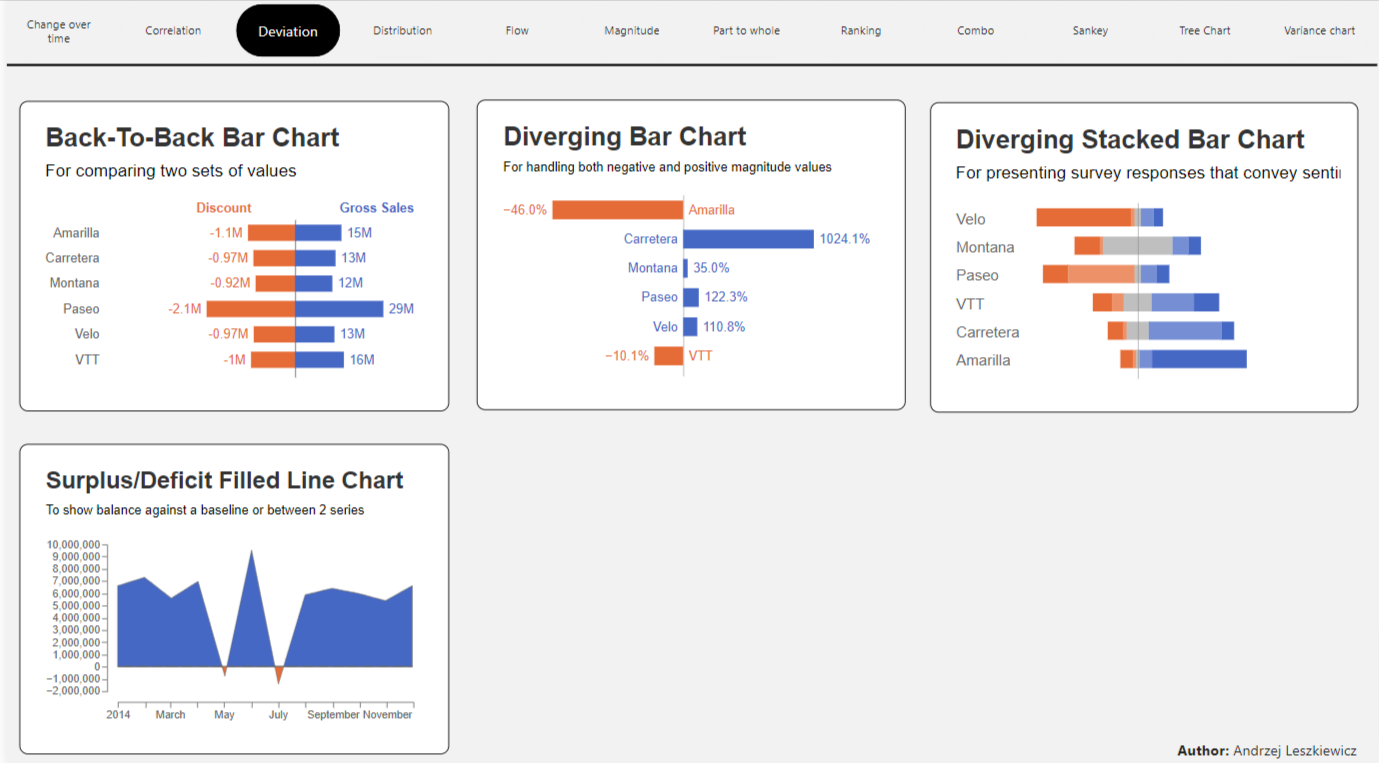 Change over
time
Correlation
Deviation
Distribution
Flow
Magnitude
Part to whole
Ranking
Combo
Sankey
Tree Chart
Variance chart
Back-To-Back Bar Chart
For comparing two sets of values
Discount Gross Sales
Amarilla -1.1M 15M
Carretera -0.97M 13M
Montana -0.92M 12M
Paseo -2.1M 29M
Velo -0.97M 13M
VTT -1M 16M
Diverging Bar Chart
For handling both negative and positive magnitude values
−46.0% Amarilla
Carretera 1024.1%
Montana 35.0%
Paseo 122.3%
Velo 110.8%
−10.1% VTT
Diverging Stacked Bar Chart
For presenting survey responses that convey senti
Velo
Montana
Paseo
VTT
Carretera
Amarilla
Surplus/Deficit Filled Line Chart
To show balance against a baseline or between 2 series
10,000,000
9,000,000
8,000,000
7,000,000
6,000,000
5,000,000
4,000,000
3,000,000
2,000,000
1,000,000
0
−1,000,000
−2,000,000
2014 March May July September November
Author: Andrzej Leszkiewicz